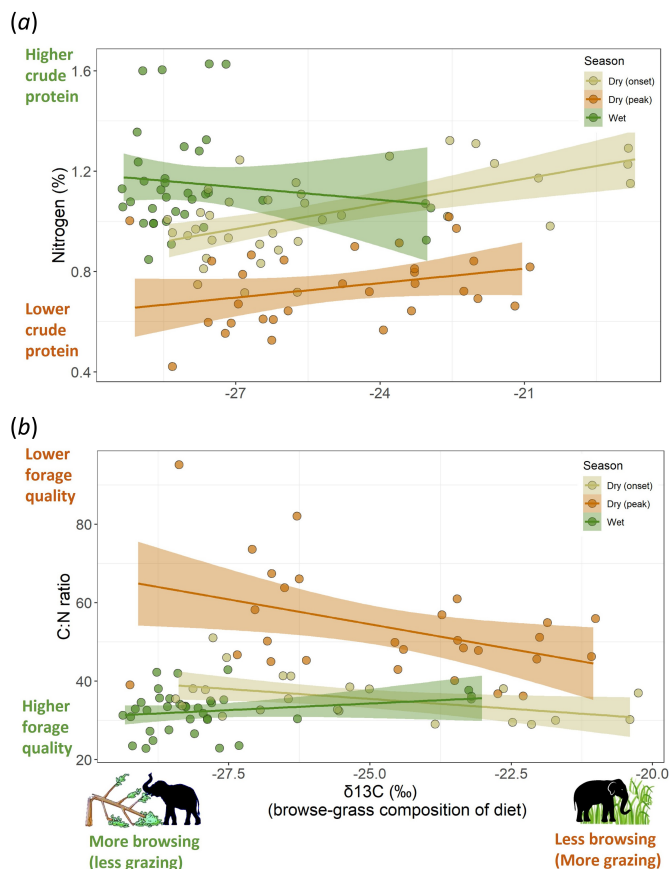 (a)
Higher
crude
protein
Nitrogen (%)
1.6
1.2
0.8
0.4
Season
Dry (onset)
Dry (peak)
Wet
Lower
crude
protein
-27
-24
-21
(b)
Lower
forage
quality
C:N ratio
80
60
40
20
Season
Dry (onset)
Dry (peak)
Wet
Higher
forage
quality
-27.5
-25.0
-22.5
-20.0
δ13C (‰)
(browse-grass composition of diet)
More browsing
(less grazing)
Less browsing
(More grazing)